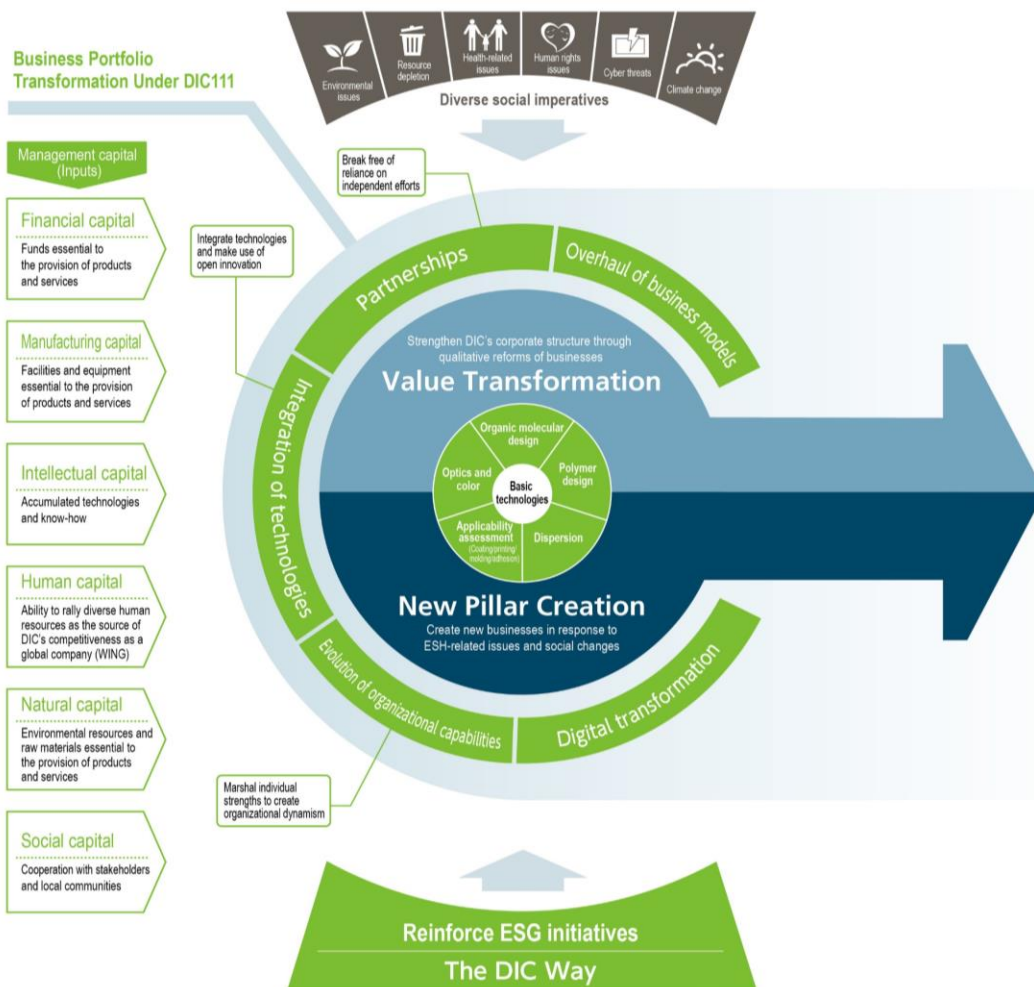 Business Portfolio
Transformation Under DIC111
Environmental
issues
Resource
depletion
Health-related
issues
Human rights
issues
Cyber threats
Climate change
Diverse social imperatives
Management capital
(Inputs)
Financial capital
Funds essential to
the provision of products
and services
Manufacturing capital
Facilities and equipment
essential to the provision
of products and services
Intellectual capital
Accumulated technologies
and know-how
Human capital
Ability to rally diverse human
resources as the source of
DIC's competitiveness as a
global company (WING)
Natural capital
Environmental resources and
raw materials essential to
the provision of products
and services
Social capital
Cooperation with stakeholders
and local communities
Break free of
reliance on
independent efforts
Integrate technologies
and make use of
open innovation
Partnerships
Overhaul of business models
Integration of technologies
Evolution of organizational capabilities
Digital transformation
Marshal individual
strengths to create
organizational dynamism
Strengthen DIC's corporate structure through
qualitative reforms of businesses
Value Transformation
Organic molecular
design
Optics and
color
Polymer
design
Basic
technologies
Applicability
assessment
(Coating/printing/
molding/adhesion)
Dispersion
New Pillar Creation
Create new businesses in response to
ESH-related issues and social changes
Reinforce ESG initiatives
The DIC Way